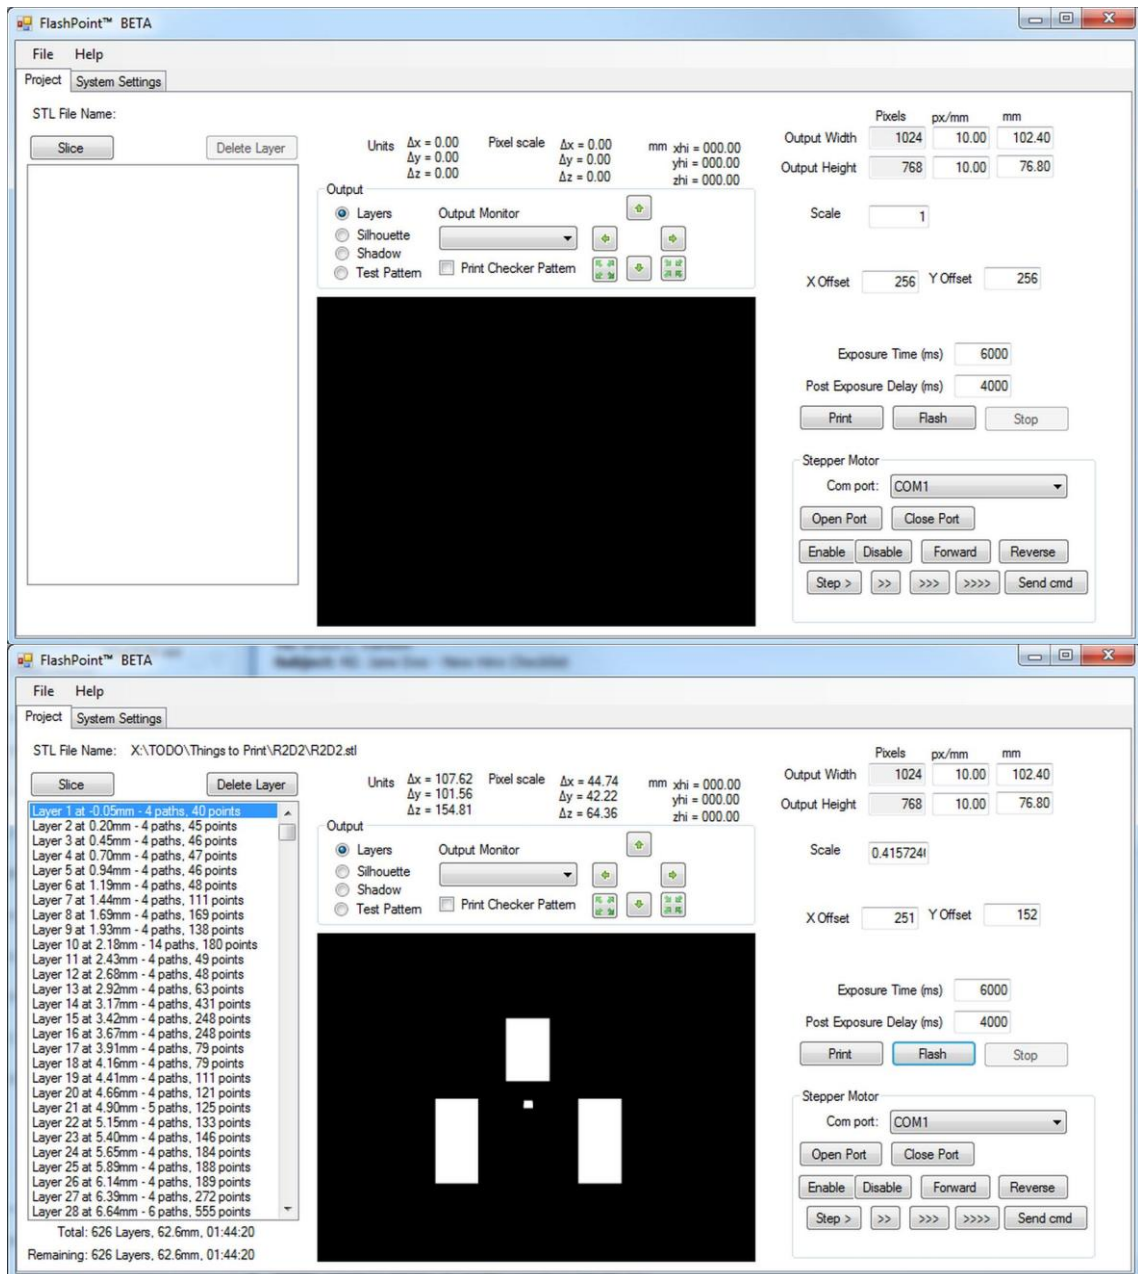 FlashPoint™ BETA
File Help
Project System Settings
STL File Name:
Slice Delete Layer
Units Δx = 0.00 Pixel scale Δx = 0.00 mm xhi = 000.00
Δy = 0.00 Δy = 0.00 yhi = 000.00
Δz = 0.00 Δz = 0.00 zhi = 000.00
Output
Layers Output Monitor
Silhouette
Shadow
Test Pattern Print Checker Pattern
Pixels px/mm mm
Output Width 1024 10.00 102.40
Output Height 768 10.00 76.80
Scale 1
X Offset 256 Y Offset 256
Exposure Time (ms) 6000
Post Exposure Delay (ms) 4000
Print Flash Stop
Stepper Motor
Com port: COM1
Open Port Close Port
Enable Disable Forward Reverse
Step > >> >>> >>>> Send cmd
FlashPoint™ BETA
File Help
Project System Settings
STL File Name: X:\TODO\Things to Print\R2D2\R2D2.stl
Slice Delete Layer
Layer 1 at -0.05mm - 4 paths, 40 points
Layer 2 at 0.20mm - 4 paths, 45 points
Layer 3 at 0.45mm - 4 paths, 46 points
Layer 4 at 0.70mm - 4 paths, 47 points
Layer 5 at 0.94mm - 4 paths, 46 points
Layer 6 at 1.19mm - 4 paths, 48 points
Layer 7 at 1.44mm - 4 paths, 111 points
Layer 8 at 1.69mm - 4 paths, 169 points
Layer 9 at 1.93mm - 4 paths, 138 points
Layer 10 at 2.18mm - 14 paths, 180 points
Layer 11 at 2.43mm - 4 paths, 49 points
Layer 12 at 2.68mm - 4 paths, 48 points
Layer 13 at 2.92mm - 4 paths, 63 points
Layer 14 at 3.17mm - 4 paths, 431 points
Layer 15 at 3.42mm - 4 paths, 248 points
Layer 16 at 3.67mm - 4 paths, 248 points
Layer 17 at 3.91mm - 4 paths, 79 points
Layer 18 at 4.16mm - 4 paths, 79 points
Layer 19 at 4.41mm - 4 paths, 111 points
Layer 20 at 4.66mm - 4 paths, 121 points
Layer 21 at 4.90mm - 5 paths, 125 points
Layer 22 at 5.15mm - 4 paths, 133 points
Layer 23 at 5.40mm - 4 paths, 146 points
Layer 24 at 5.65mm - 4 paths, 184 points
Layer 25 at 5.89mm - 4 paths, 188 points
Layer 26 at 6.14mm - 4 paths, 189 points
Layer 27 at 6.39mm - 4 paths, 272 points
Layer 28 at 6.64mm - 6 paths, 555 points
Total: 626 Layers, 62.6mm, 01:44:20
Remaining: 626 Layers, 62.6mm, 01:44:20
Units Δx = 107.62 Pixel scale Δx = 44.74 mm xhi = 000.00
Δy = 101.56 Δy = 42.22 yhi = 000.00
Δz = 154.81 Δz = 64.36 zhi = 000.00
Output
Layers Output Monitor
Silhouette
Shadow
Test Pattern Print Checker Pattern
Pixels px/mm mm
Output Width 1024 10.00 102.40
Output Height 768 10.00 76.80
Scale 0.415724
X Offset 251 Y Offset 152
Exposure Time (ms) 6000
Post Exposure Delay (ms) 4000
Print Flash Stop
Stepper Motor
Com port: COM1
Open Port Close Port
Enable Disable Forward Reverse
Step > >> >>> >>>> Send cmd